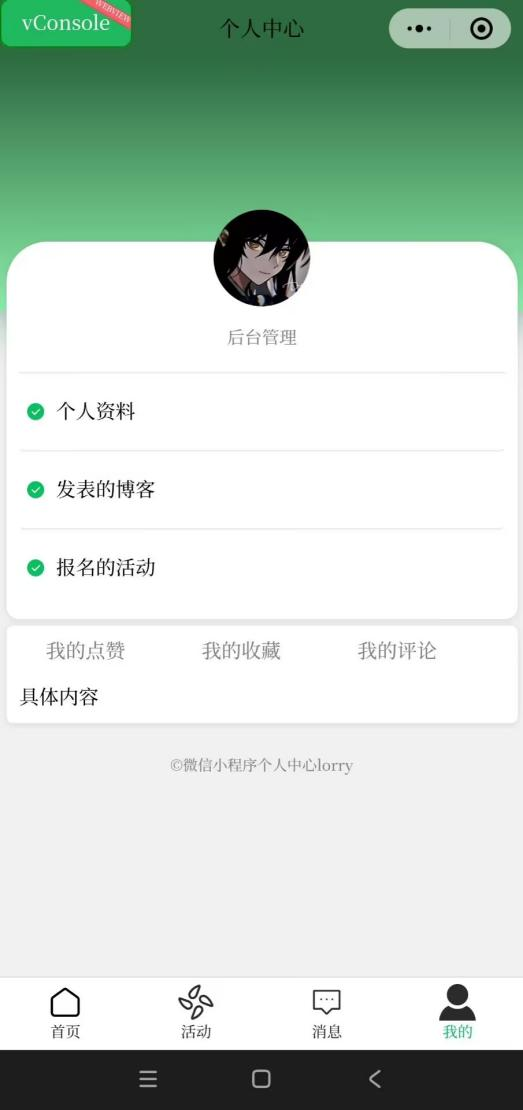 vConsole
WEBVIEW
个人中心
后台管理
个人资料
发表的博客
报名的活动
我的点赞 我的收藏 我的评论
具体内容
©微信小程序个人中心lorry
首页 活动 消息 我的